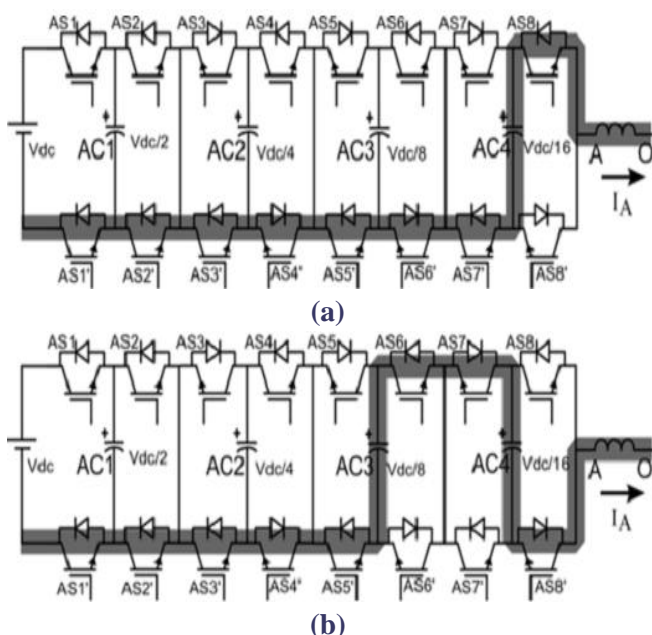 AS1 AS2 AS3 AS4 AS5 AS6 AS7 AS8
+ + + +
Vdc AC1 Vdc/2 AC2 Vdc/4 AC3 Vdc/8 AC4 Vdc/16 A O
I_A
AS1' AS2' AS3' AS4" AS5' AS6' AS7' AS8'
(a)
AS1 AS2 AS3 AS4 AS5 AS6 AS7 AS8
+ + + +
Vdc AC1 Vdc/2 AC2 Vdc/4 AC3 Vdc/8 AC4 Vdc/16 A O
I_A
AS1' AS2' AS3' AS4" AS5' AS6' AS7' AS8'
(b)